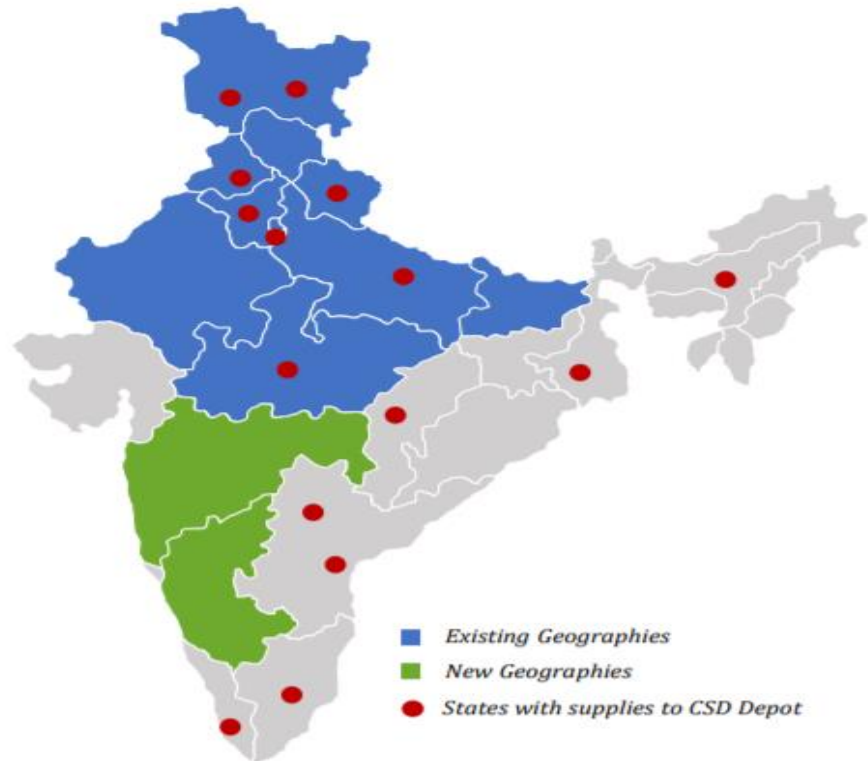 Existing Geographies
New Geographies
States with supplies to CSD Depot